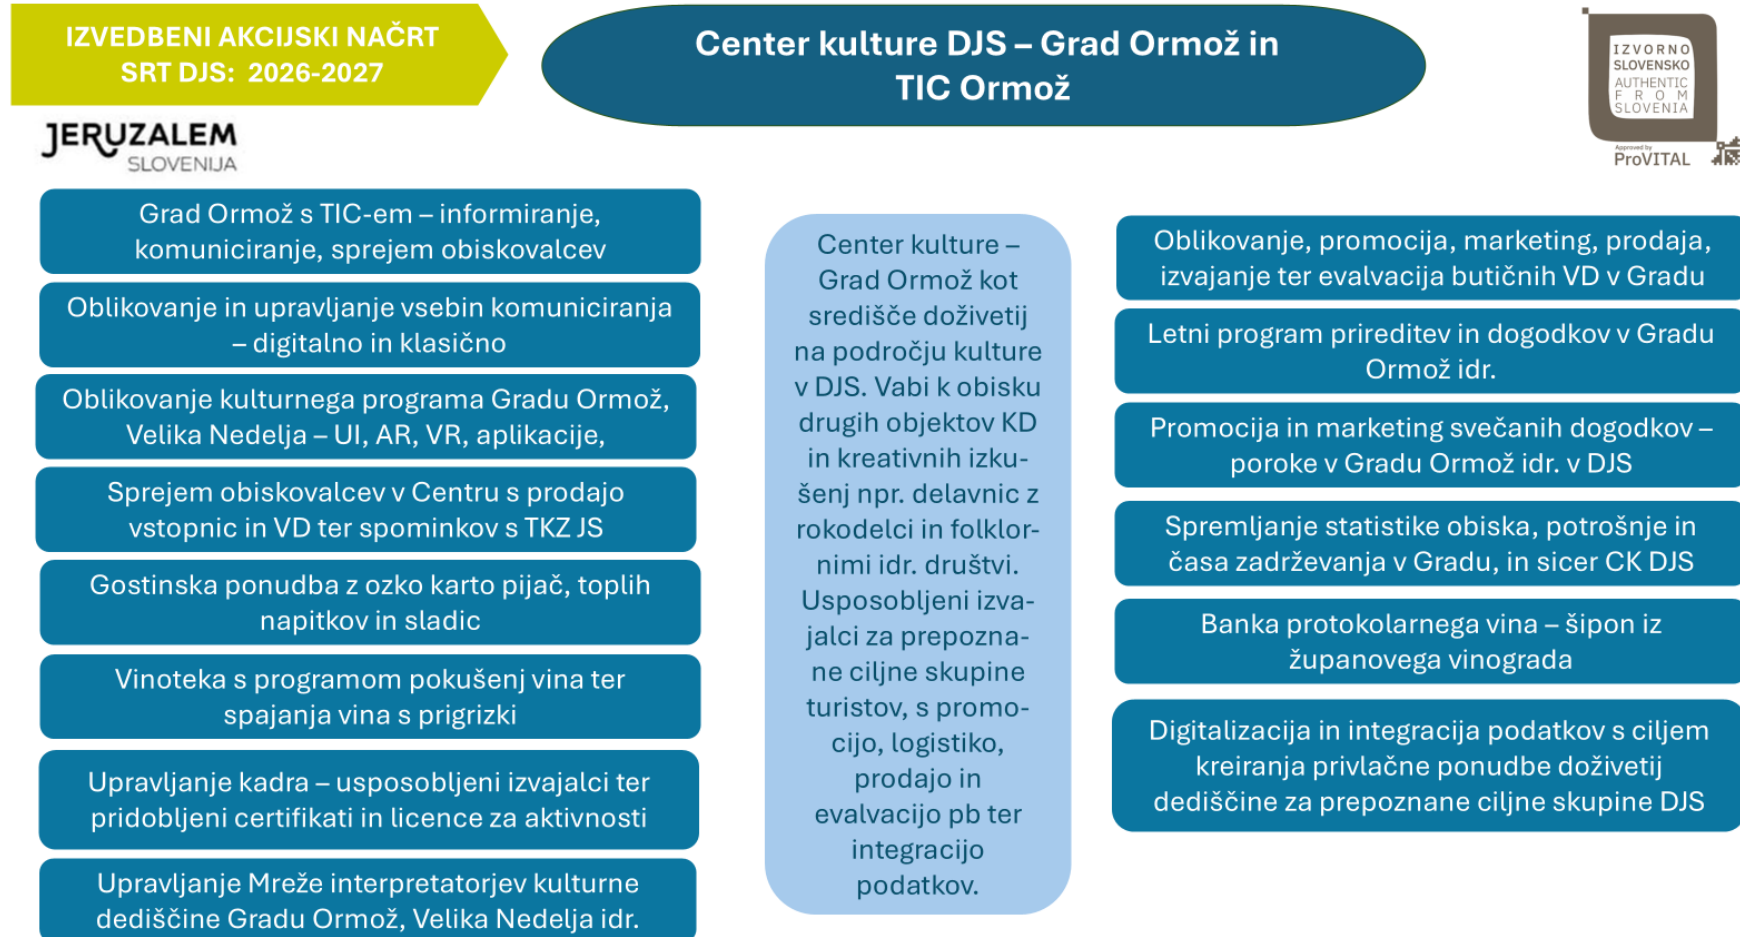 IZVEDBENI AKCIJSKI NAČRT
SRT DJS: 2026-2027
Center kulture DJS – Grad Ormož in
TIC Ormož
IZVORNO
SLOVENSKO
AUTHENTIC
FROM
SLOVENIA
Approved by
ProVITAL
JERUZALEM
SLOVENIJA
Grad Ormož s TIC-em – informiranje,
komuniciranje, sprejem obiskovalcev
Oblikovanje in upravljanje vsebin komuniciranja
– digitalno in klasično
Oblikovanje kulturnega programa Gradu Ormož,
Velika Nedelja – UI, AR, VR, aplikacije,
Sprejem obiskovalcev v Centru s prodajo
vstopnic in VD ter spominkov s TKZ JS
Gostinska ponudba z ozko karto pijač, toplih
napitkov in sladic
Vinoteka s programom pokušenj vina ter
spajanja vina s prigrizki
Upravljanje kadra – usposobljeni izvajalci ter
pridobljeni certifikati in licence za aktivnosti
Upravljanje Mreže interpretatorjev kulturne
dediščine Gradu Ormož, Velika Nedelja idr.
Center kulture –
Grad Ormož kot
središče doživetij
na področju kulture
v DJS. Vabi k obisku
drugih objektov KD
in kreativnih izku-
šenj npr. delavnic z
rokodelci in folklor-
nimi idr. društvi.
Usposobljeni izva-
jalci za prepozna-
ne ciljne skupine
turistov, s promo-
cijo, logistiko,
prodajo in
evalvacijo pb ter
integracijo
podatkov.
Oblikovanje, promocija, marketing, prodaja,
izvajanje ter evalvacija butičnih VD v Gradu
Letni program prireditev in dogodkov v Gradu
Ormož idr.
Promocija in marketing svečanih dogodkov –
poroke v Gradu Ormož idr. v DJS
Spremljanje statistike obiska, potrošnje in
časa zadrževanja v Gradu, in sicer CK DJS
Banka protokolarnega vina – šipon iz
županovega vinograda
Digitalizacija in integracija podatkov s ciljem
kreiranja privlačne ponudbe doživetij
dediščine za prepoznane ciljne skupine DJS